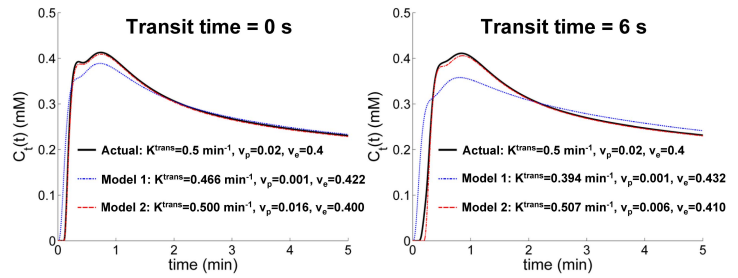 Transit time = 0 s
0.5
0.4
0.3
0.2
0.1
0
C_t(t) (mM)
Actual: K^trans=0.5 min^-1, v_p=0.02, v_e=0.4
Model 1: K^trans=0.466 min^-1, v_p=0.001, v_e=0.422
Model 2: K^trans=0.500 min^-1, v_p=0.016, v_e=0.400
0 1 2 3 4 5
time (min)
Transit time = 6 s
0.5
0.4
0.3
0.2
0.1
0
C_t(t) (mM)
Actual: K^trans=0.5 min^-1, v_p=0.02, v_e=0.4
Model 1: K^trans=0.394 min^-1, v_p=0.001, v_e=0.432
Model 2: K^trans=0.507 min^-1, v_p=0.006, v_e=0.410
0 1 2 3 4 5
time (min)